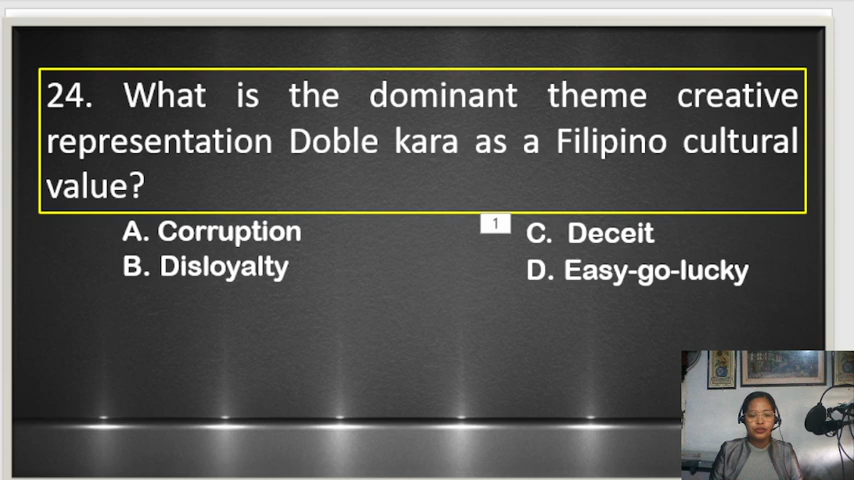 24. What is the dominant theme creative
representation Doble kara as a Filipino cultural
value?
1
A. Corruption
C. Deceit
B. Disloyalty
D. Easy-go-lucky